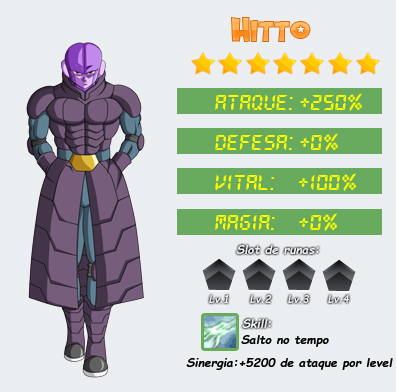 Hitto
ATAQUE: +250%
DEFESA: +0%
VITAL: +100%
MAGIA: +0%
Slot de runas:
Lv.1 Lv.2 Lv.3 Lv.4
Skill:
Salto no tempo
Sinergia:+5200 de ataque por level